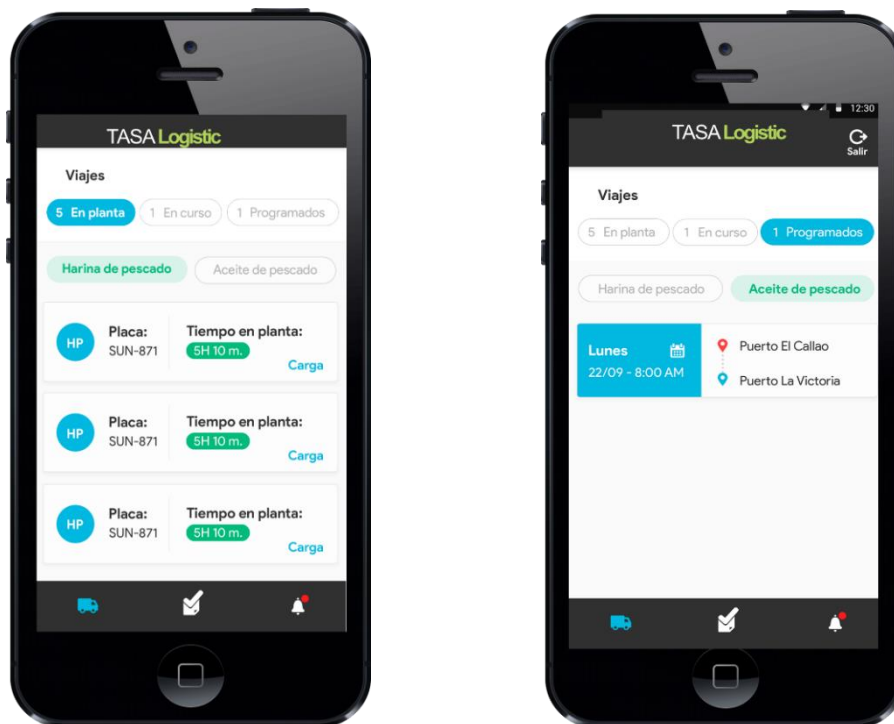 TASA Logistic
Viajes
5 En planta
1 En curso
1 Programados
Harina de pescado
Aceite de pescado
HP
Placa:
SUN-871
Tiempo en planta:
5H 10 m.
Carga
HP
Placa:
SUN-871
Tiempo en planta:
5H 10 m.
Carga
HP
Placa:
SUN-871
Tiempo en planta:
5H 10 m.
Carga
12:30
TASA Logistic
Salir
Viajes
5 En planta
1 En curso
1 Programados
Harina de pescado
Aceite de pescado
Lunes
22/09 - 8:00 AM
Puerto El Callao
Puerto La Victoria